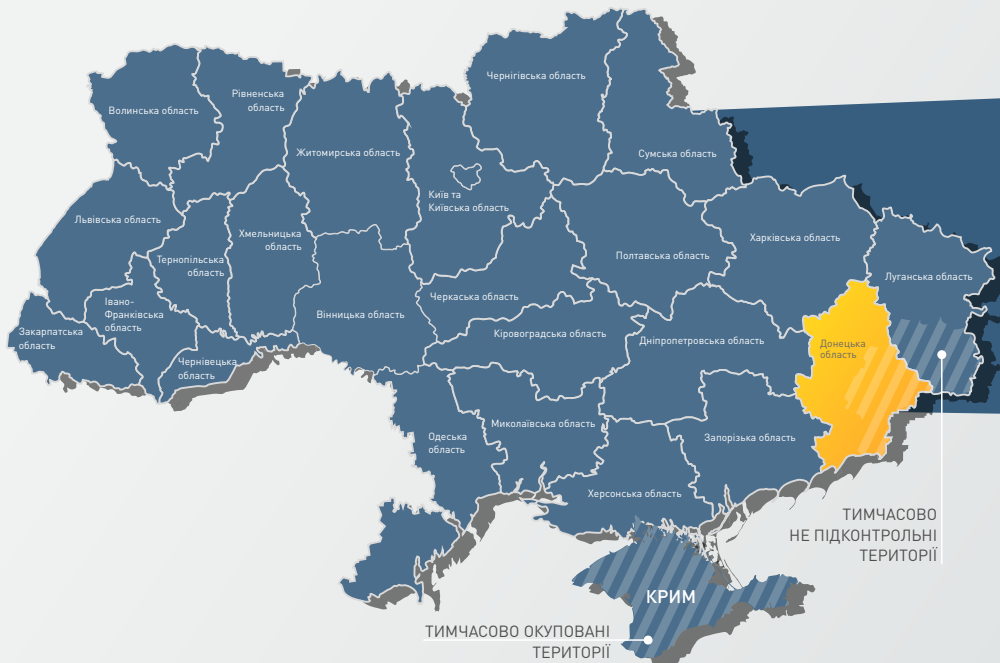 Чернігівська область
Рівненська
область
Волинська область
Житомирська область
Сумська область
Київ та
Київська область
Львівська область
Хмельницька
область
Харківська область
Тернопільська
область
Полтавська область
Луганська область
Івано-
Франківська
область
Черкаська область
Вінницька область
Закарпатська
область
Кіровоградська область
Дніпропетровська область
Донецька
область
Чернівецька
область
Одеська
область
Миколаївська область
Запорізька область
Херсонська область
ТИМЧАСОВО
НЕ ПІДКОНТРОЛЬНІ
ТЕРИТОРІЇ
КРИМ
ТИМЧАСОВО ОКУПОВАНІ
ТЕРИТОРІЇ